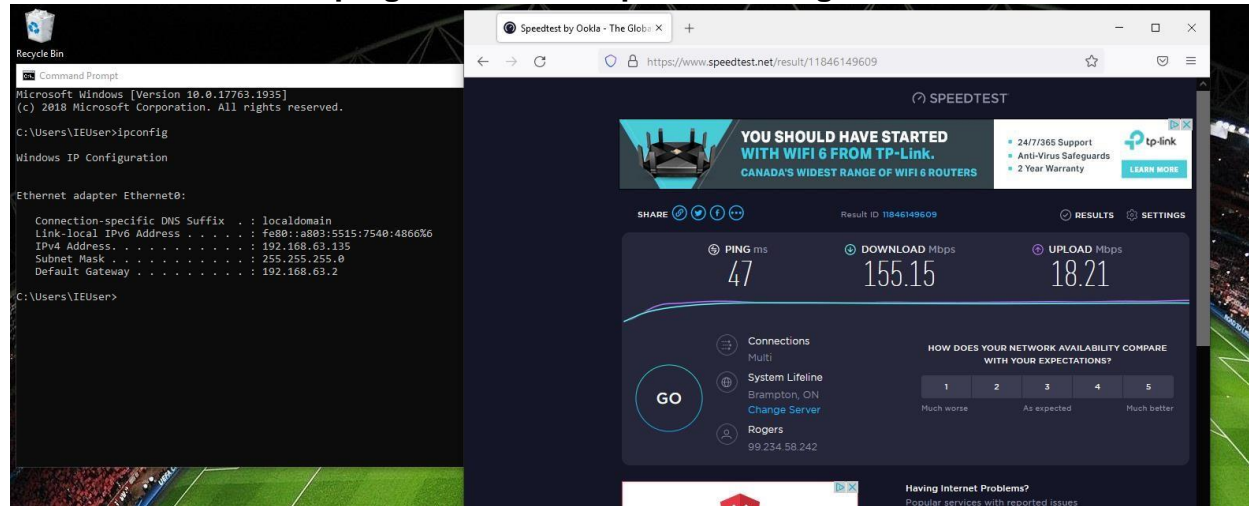 Recycle Bin
Command Prompt
Microsoft Windows [Version 10.0.17763.1935]
(c) 2018 Microsoft Corporation. All rights reserved.
C:\Users\IEUser>ipconfig
Windows IP Configuration
Ethernet adapter Ethernet0:
Connection-specific DNS Suffix . : localdomain
Link-local IPv6 Address . . . . . : fe80::a803:5515:7540:4866%6
IPv4 Address. . . . . . . . . . . : 192.168.63.135
Subnet Mask . . . . . . . . . . . : 255.255.255.0
Default Gateway . . . . . . . . . : 192.168.63.2
C:\Users\IEUser>
Speedtest by Ookla - The Globa
https://www.speedtest.net/result/11846149609
SPEEDTEST
YOU SHOULD HAVE STARTED
WITH WIFI 6 FROM TP-Link.
CANADA'S WIDEST RANGE OF WIFI 6 ROUTERS
24/7/365 Support
Anti-Virus Safeguards
2 Year Warranty
tp-link
LEARN MORE
SHARE
Result ID 11846149609
RESULTS SETTINGS
PING ms
47
DOWNLOAD Mbps
155.15
UPLOAD Mbps
18.21
GO
Connections
Multi
System Lifeline
Brampton, ON
Change Server
Rogers
99.234.58.242
HOW DOES YOUR NETWORK AVAILABILITY COMPARE
WITH YOUR EXPECTATIONS?
1 2 3 4 5
Much worse As expected Much better
Having Internet Problems?
Popular services with reported issues